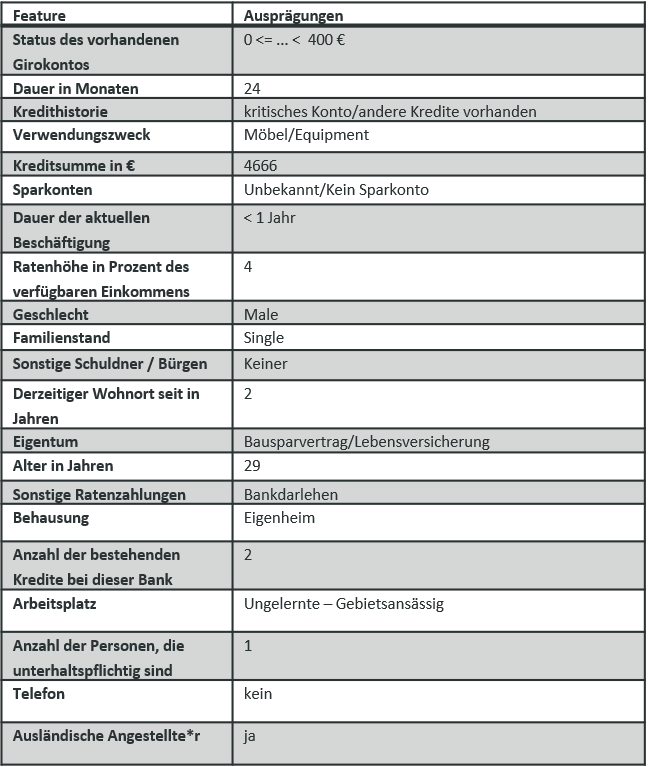 Feature Ausprägungen
Status des vorhandenen 0 <= ... < 400 €
Girokontos
Dauer in Monaten 24
Kredithistorie kritisches Konto/andere Kredite vorhanden
Verwendungszweck Möbel/Equipment
Kreditsumme in € 4666
Sparkonten Unbekannt/Kein Sparkonto
Dauer der aktuellen < 1 Jahr
Beschäftigung
Ratenhöhe in Prozent des 4
verfügbaren Einkommens
Geschlecht Male
Familienstand Single
Sonstige Schuldner / Bürgen Keiner
Derzeitiger Wohnort seit in 2
Jahren
Eigentum Bausparvertrag/Lebensversicherung
Alter in Jahren 29
Sonstige Ratenzahlungen Bankdarlehen
Behausung Eigenheim
Anzahl der bestehenden 2
Kredite bei dieser Bank
Arbeitsplatz Ungelernte – Gebietsansässig
Anzahl der Personen, die 1
unterhaltspflichtig sind
Telefon kein
Ausländische Angestellte*r ja